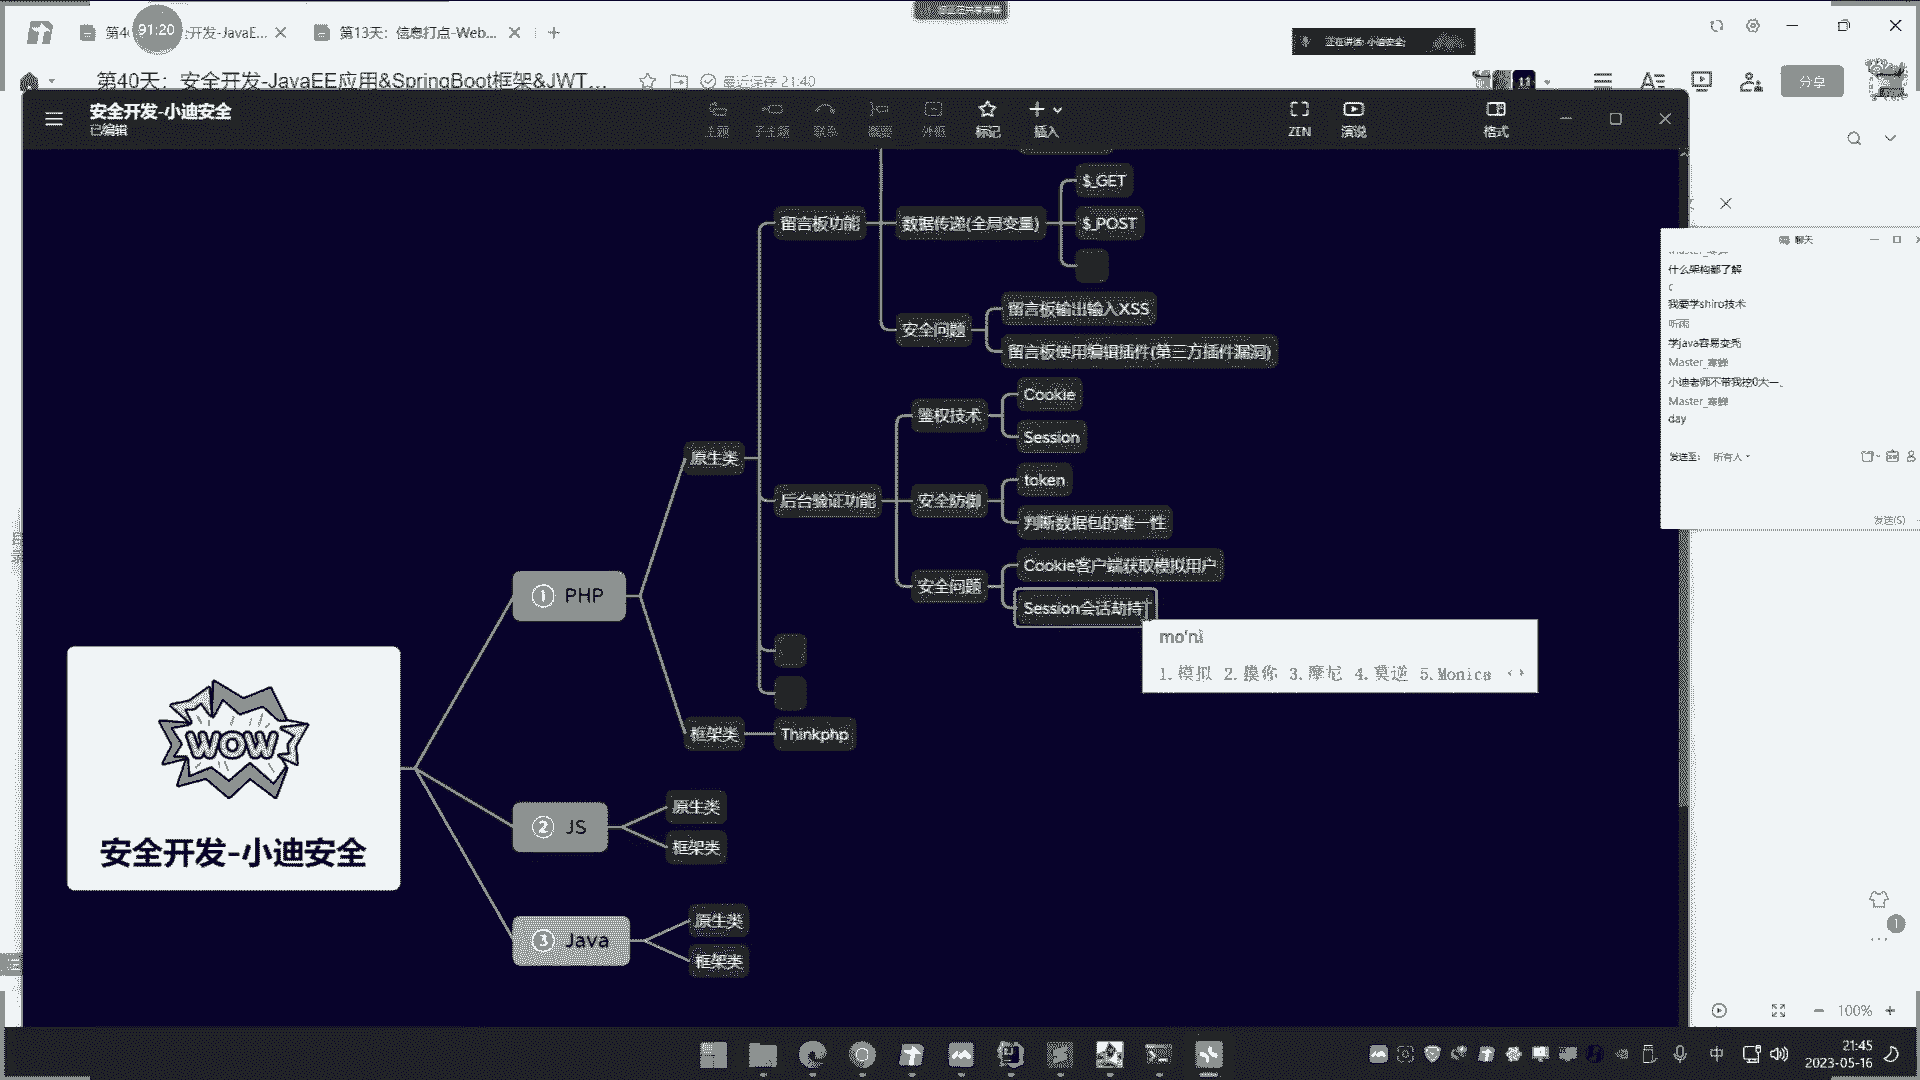 91:20
第13天：信息打点-Web...
第40天：安全开发-JavaEE应用&SpringBoot框架&JWT...
最近保存 21:40
分享
安全开发-小迪安全
已编辑
主题
子主题
联系
概要
外框
标记
插入
ZEN
演说
格式
$_GET
留言板功能
数据传递(全局变量)
$_POST
安全问题
留言板输出输入XSS
留言板使用编辑插件(第三方插件漏洞)
鉴权技术
Cookie
Session
原生类
后台验证功能
安全防御
token
判断数据包的唯一性
安全问题
Cookie客户端获取模拟用户
Session会话劫持
mo'ni
1.模拟 2.模你 3.摩尼 4.莫逆 5.Monica
① PHP
框架类
Thinkphp
WOW
安全开发-小迪安全
② JS
原生类
框架类
③ Java
原生类
框架类
正在讲话: 小迪安全;
聊天
什么架构都了解
c
我要学shiro技术
听雨
学java容易变秃
Master_寒蝉
小迪老师不带我挖0大一、
Master_寒蝉
day
发送至: 所有人
发送(S)
1
100%
中
21:45
2023-05-16